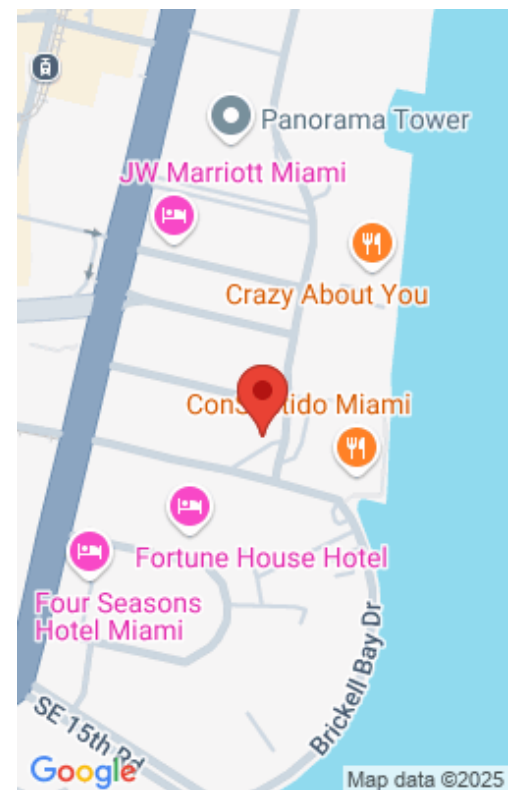 Panorama Tower
JW Marriott Miami
Crazy About You
tido Miami
Fortune House Hotel
Four Seasons
Hotel Miami
Brickell Bay Dr
SE 15th Rd
Google
Map data ©2025